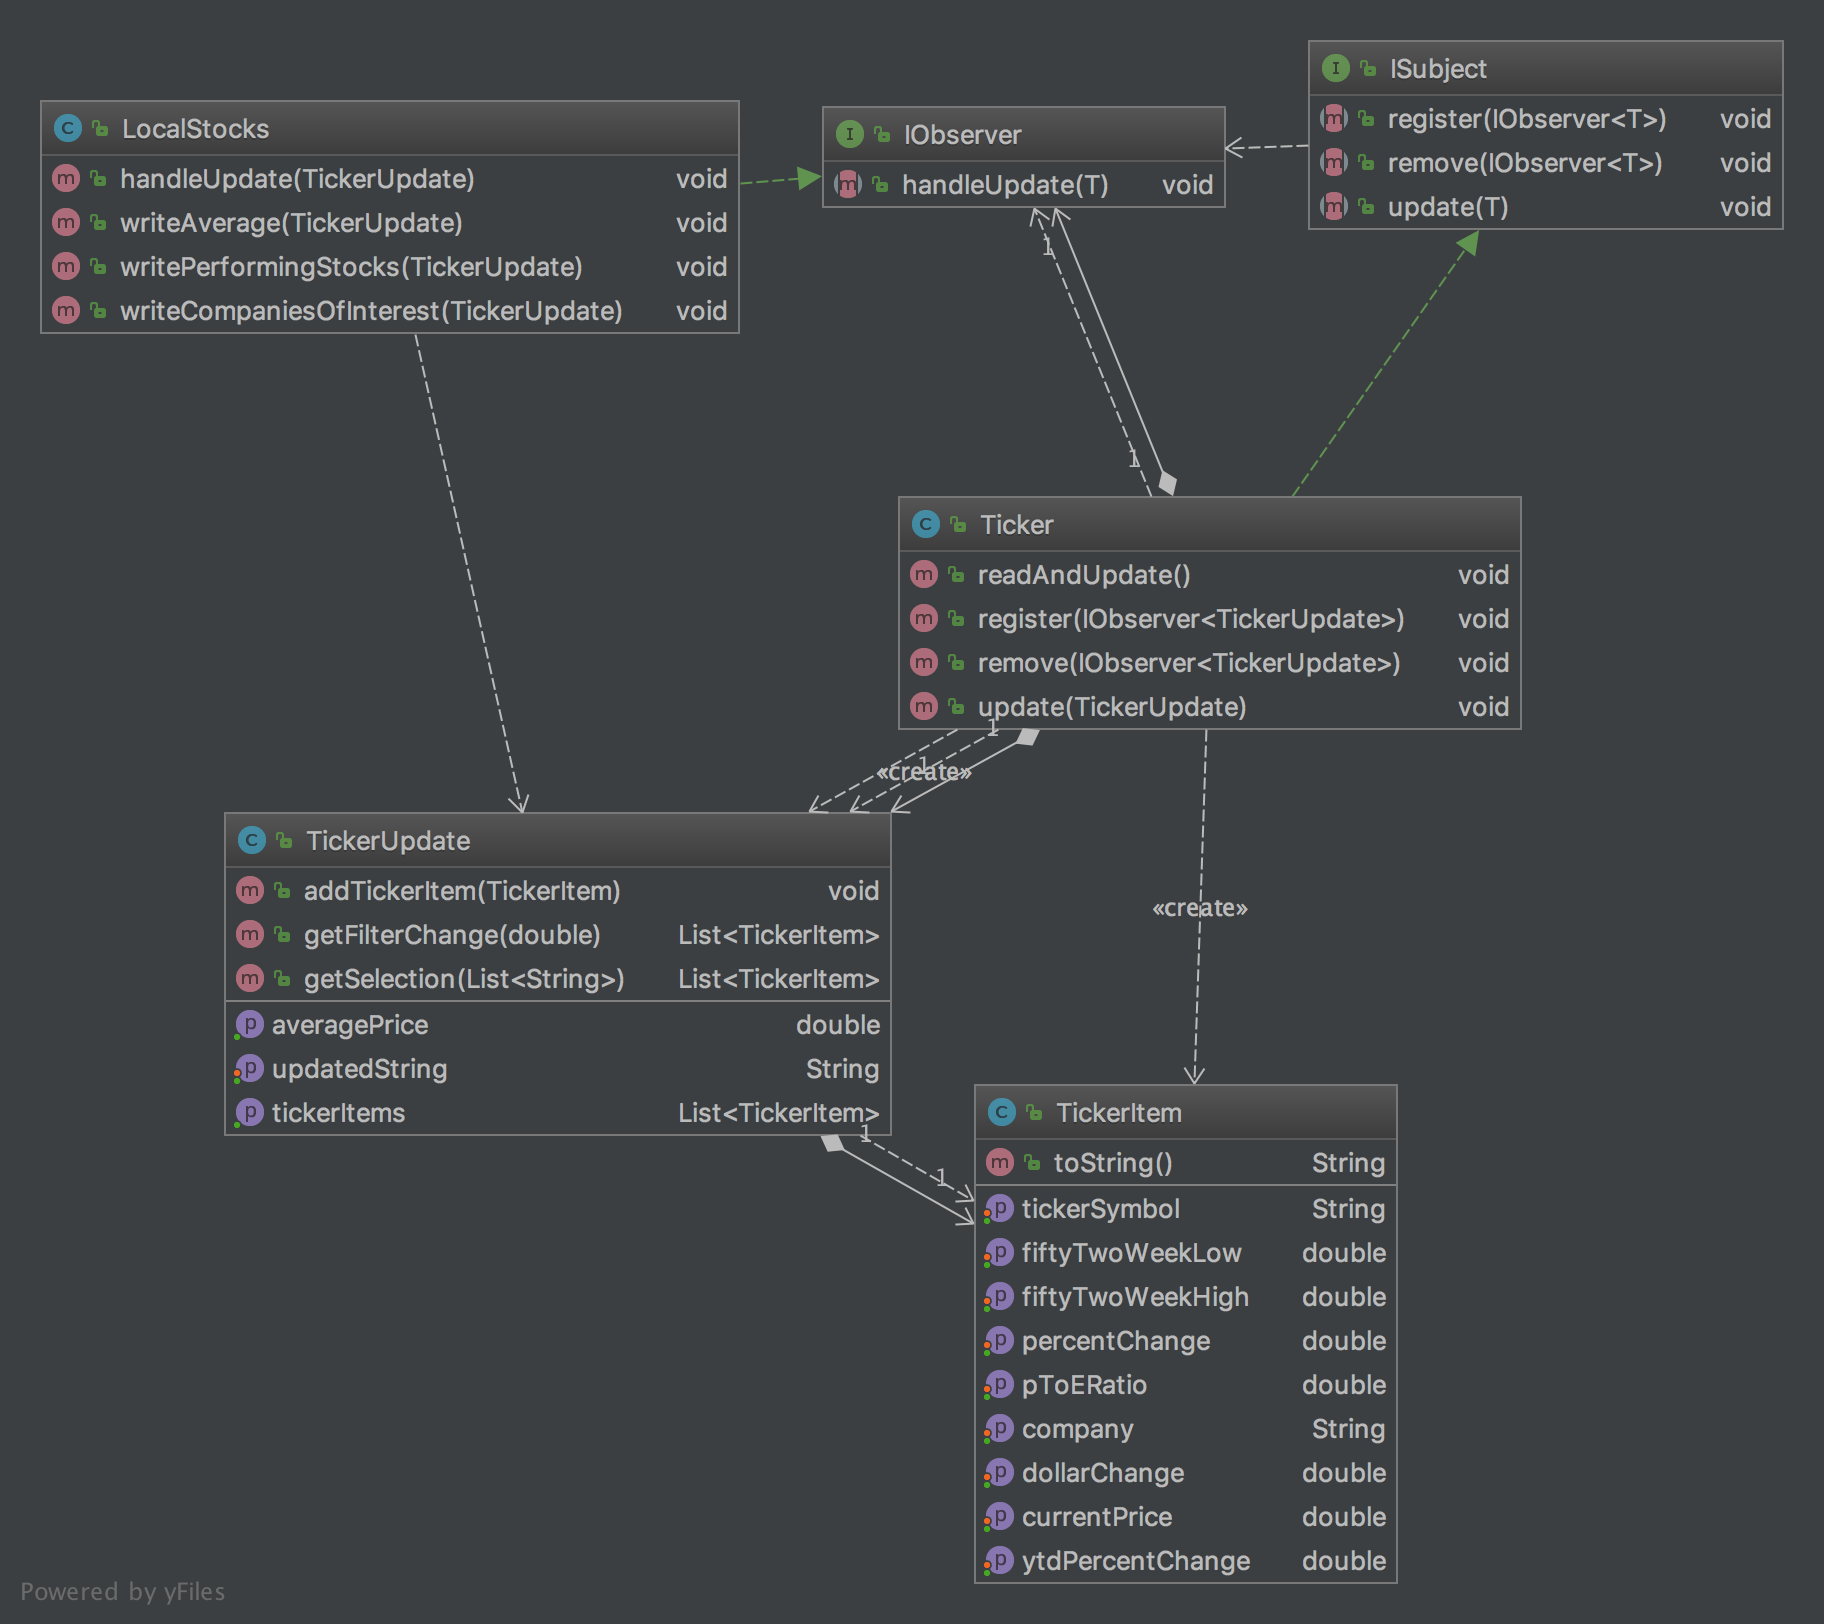 LocalStocks
handleUpdate(TickerUpdate) void
writeAverage(TickerUpdate) void
writePerformingStocks(TickerUpdate) void
writeCompaniesOfInterest(TickerUpdate) void
IObserver
handleUpdate(T) void
ISubject
register(IObserver<T>) void
remove(IObserver<T>) void
update(T) void
1
1
Ticker
readAndUpdate() void
register(IObserver<TickerUpdate>) void
remove(IObserver<TickerUpdate>) void
update(TickerUpdate) void
1
1
«create»
«create»
TickerUpdate
addTickerItem(TickerItem) void
getFilterChange(double) List<TickerItem>
getSelection(List<String>) List<TickerItem>
averagePrice double
updatedString String
tickerItems List<TickerItem>
1
1
TickerItem
toString() String
tickerSymbol String
fiftyTwoWeekLow double
fiftyTwoWeekHigh double
percentChange double
pToERatio double
company String
dollarChange double
currentPrice double
ytdPercentChange double
Powered by yFiles